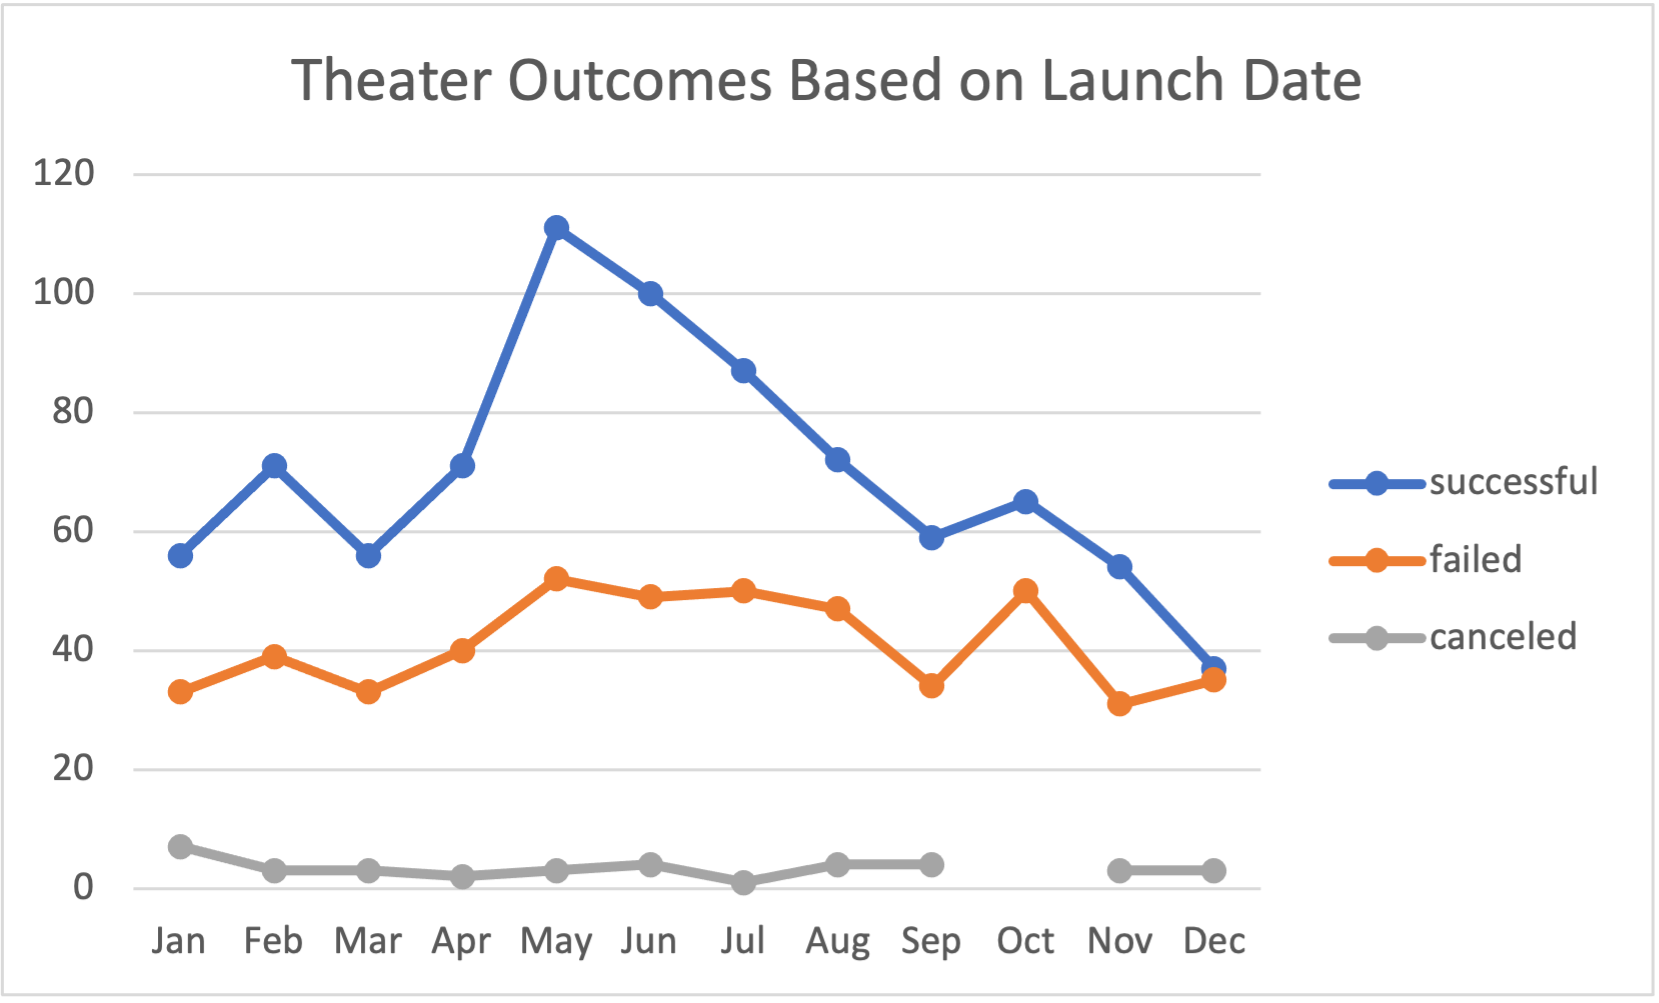 Theater Outcomes Based on Launch Date
120
100
80
60
40
20
0
Jan Feb Mar Apr May Jun Jul Aug Sep Oct Nov Dec
successful
failed
canceled